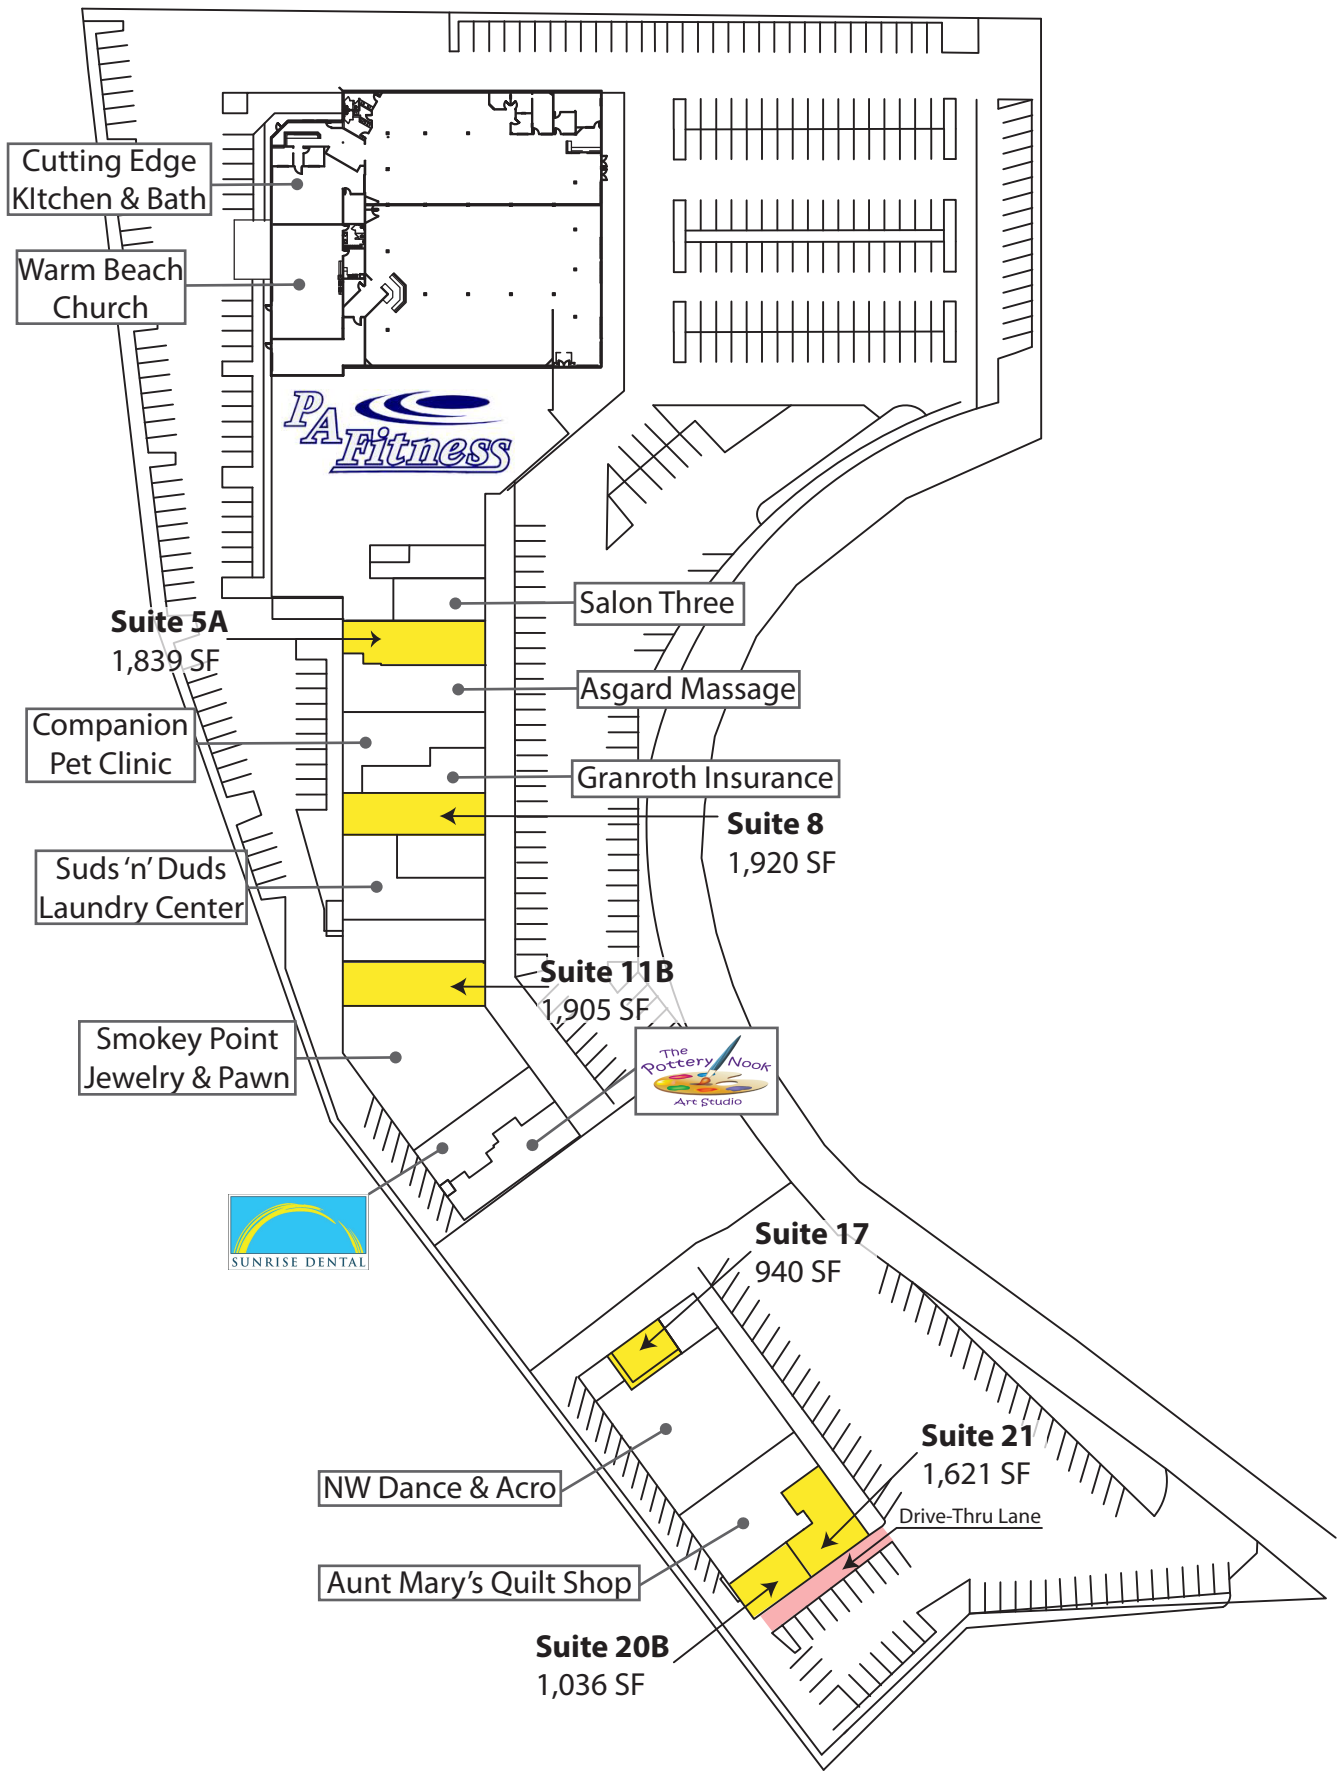 Cutting Edge
KItchen & Bath
Warm Beach
Church
PA Fitness
Salon Three
Suite 5A
1,839 SF
Asgard Massage
Companion
Pet Clinic
Granroth Insurance
Suite 8
1,920 SF
Suds ‘n’ Duds
Laundry Center
Suite 11B
1,905 SF
Smokey Point
Jewelry & Pawn
The
Pottery Nook
Art Studio
SUNRISE DENTAL
Suite 17
940 SF
Suite 21
1,621 SF
NW Dance & Acro
Drive-Thru Lane
Aunt Mary’s Quilt Shop
Suite 20B
1,036 SF